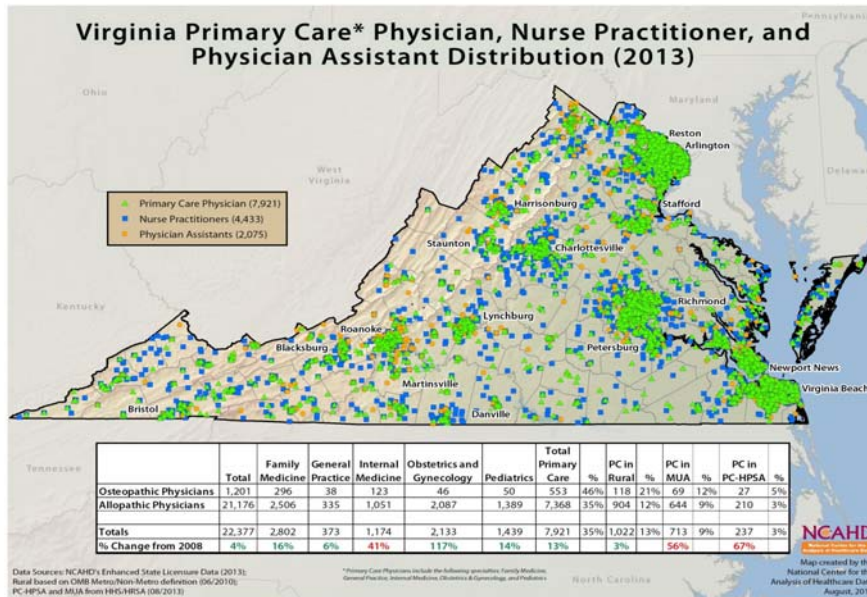 Virginia Primary Care* Physician, Nurse Practitioner, and
Physician Assistant Distribution (2013)
Pennsylvania
Ohio
Maryland
West
Virginia
Delaware
Kentucky
Tennessee
North Carolina
Primary Care Physician (7,921)
Nurse Practitioners (4,433)
Physician Assistants (2,075)
Reston
Arlington
Stafford
Harrisonburg
Staunton
Charlottesville
Richmond
Lynchburg
Roanoke
Blacksburg
Petersburg
Newport News
Virginia Beach
Martinsville
Bristol
Danville
Total Family Medicine General Practice Internal Medicine Obstetrics and Gynecology Pediatrics Total Primary Care % PC in Rural % PC in MUA % PC in PC-HPSA %
Osteopathic Physicians 1,201 296 38 123 46 50 553 46% 118 21% 69 12% 27 5%
Allopathic Physicians 21,176 2,506 335 1,051 2,087 1,389 7,368 35% 904 12% 644 9% 210 3%
Totals 22,377 2,802 373 1,174 2,133 1,439 7,921 35% 1,022 13% 713 9% 237 3%
% Change from 2008 4% 16% 6% 41% 117% 14% 13% 3% 56% 67%
Data Sources: NCAHD's Enhanced State Licensure Data (2013);
Rural based on OMB Metro/Non-Metro definition (06/2010);
PC-HPSA and MUA from HHS/HRSA (08/2013)
*Primary Care Physicians include the following specialties: Family Medicine,
General Practice, Internal Medicine, Obstetrics & Gynecology, and Pediatrics
NCAHD
Map created by th
National Center for th
Analysis of Healthcare Dat
August, 20